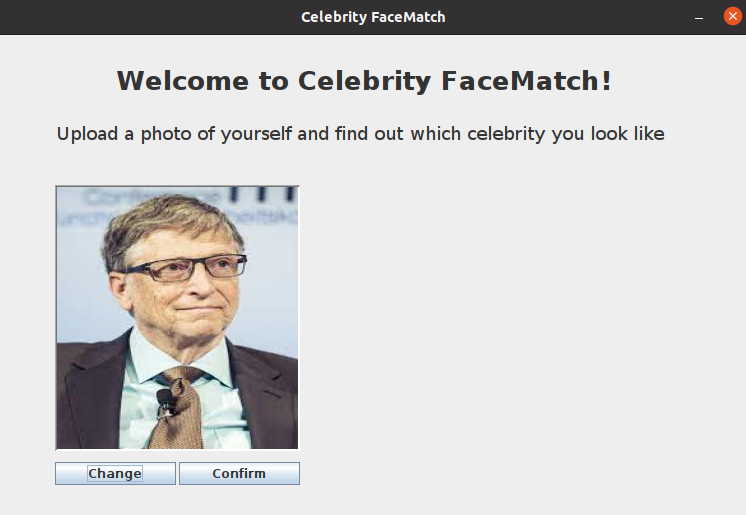 Celebrity FaceMatch
Welcome to Celebrity FaceMatch!
Upload a photo of yourself and find out which celebrity you look like
Conference
Change
Confirm